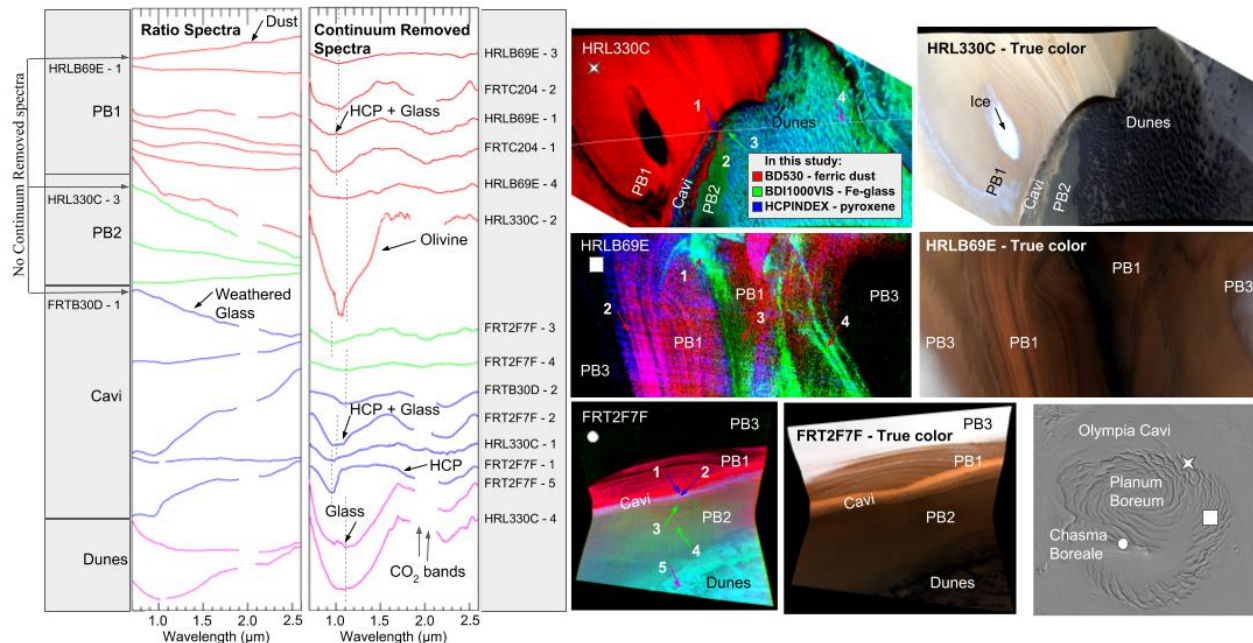 Ratio Spectra
Dust
Continuum Removed
Spectra
No Continuum Removed spectra
HRLB69E - 1
PB1
HRL330C - 3
PB2
FRTB30D - 1
Weathered
Glass
Cavi
Dunes
HCP + Glass
Olivine
HCP + Glass
HCP
Glass
CO2 bands
HRLB69E - 3
FRTC204 - 2
HRLB69E - 1
FRTC204 - 1
HRLB69E - 4
HRL330C - 2
FRT2F7F - 3
FRT2F7F - 4
FRTB30D - 2
FRT2F7F - 2
HRL330C - 1
FRT2F7F - 1
FRT2F7F - 5
HRL330C - 4
1.0 1.5 2.0 2.5
Wavelength (µm)
1.0 1.5 2.0 2.5
Wavelength (µm)
HRL330C
1
4
Dunes
3
2
PB1
Cavi
PB2
In this study:
BD530 - ferric dust
BDI1000VIS - Fe-glass
HCPINDEX - pyroxene
HRL330C - True color
Ice
Dunes
PB1
Cavi
PB2
HRLB69E
1
PB1
PB3
2
3
4
PB1
PB3
HRLB69E - True color
PB1
PB3
PB3
PB1
FRT2F7F
PB3
1 2
PB1
Cavi
PB2
3
4
5
Dunes
FRT2F7F - True color
PB3
PB1
Cavi
PB2
Dunes
Olympia Cavi
Planum
Boreum
Chasma
Boreale